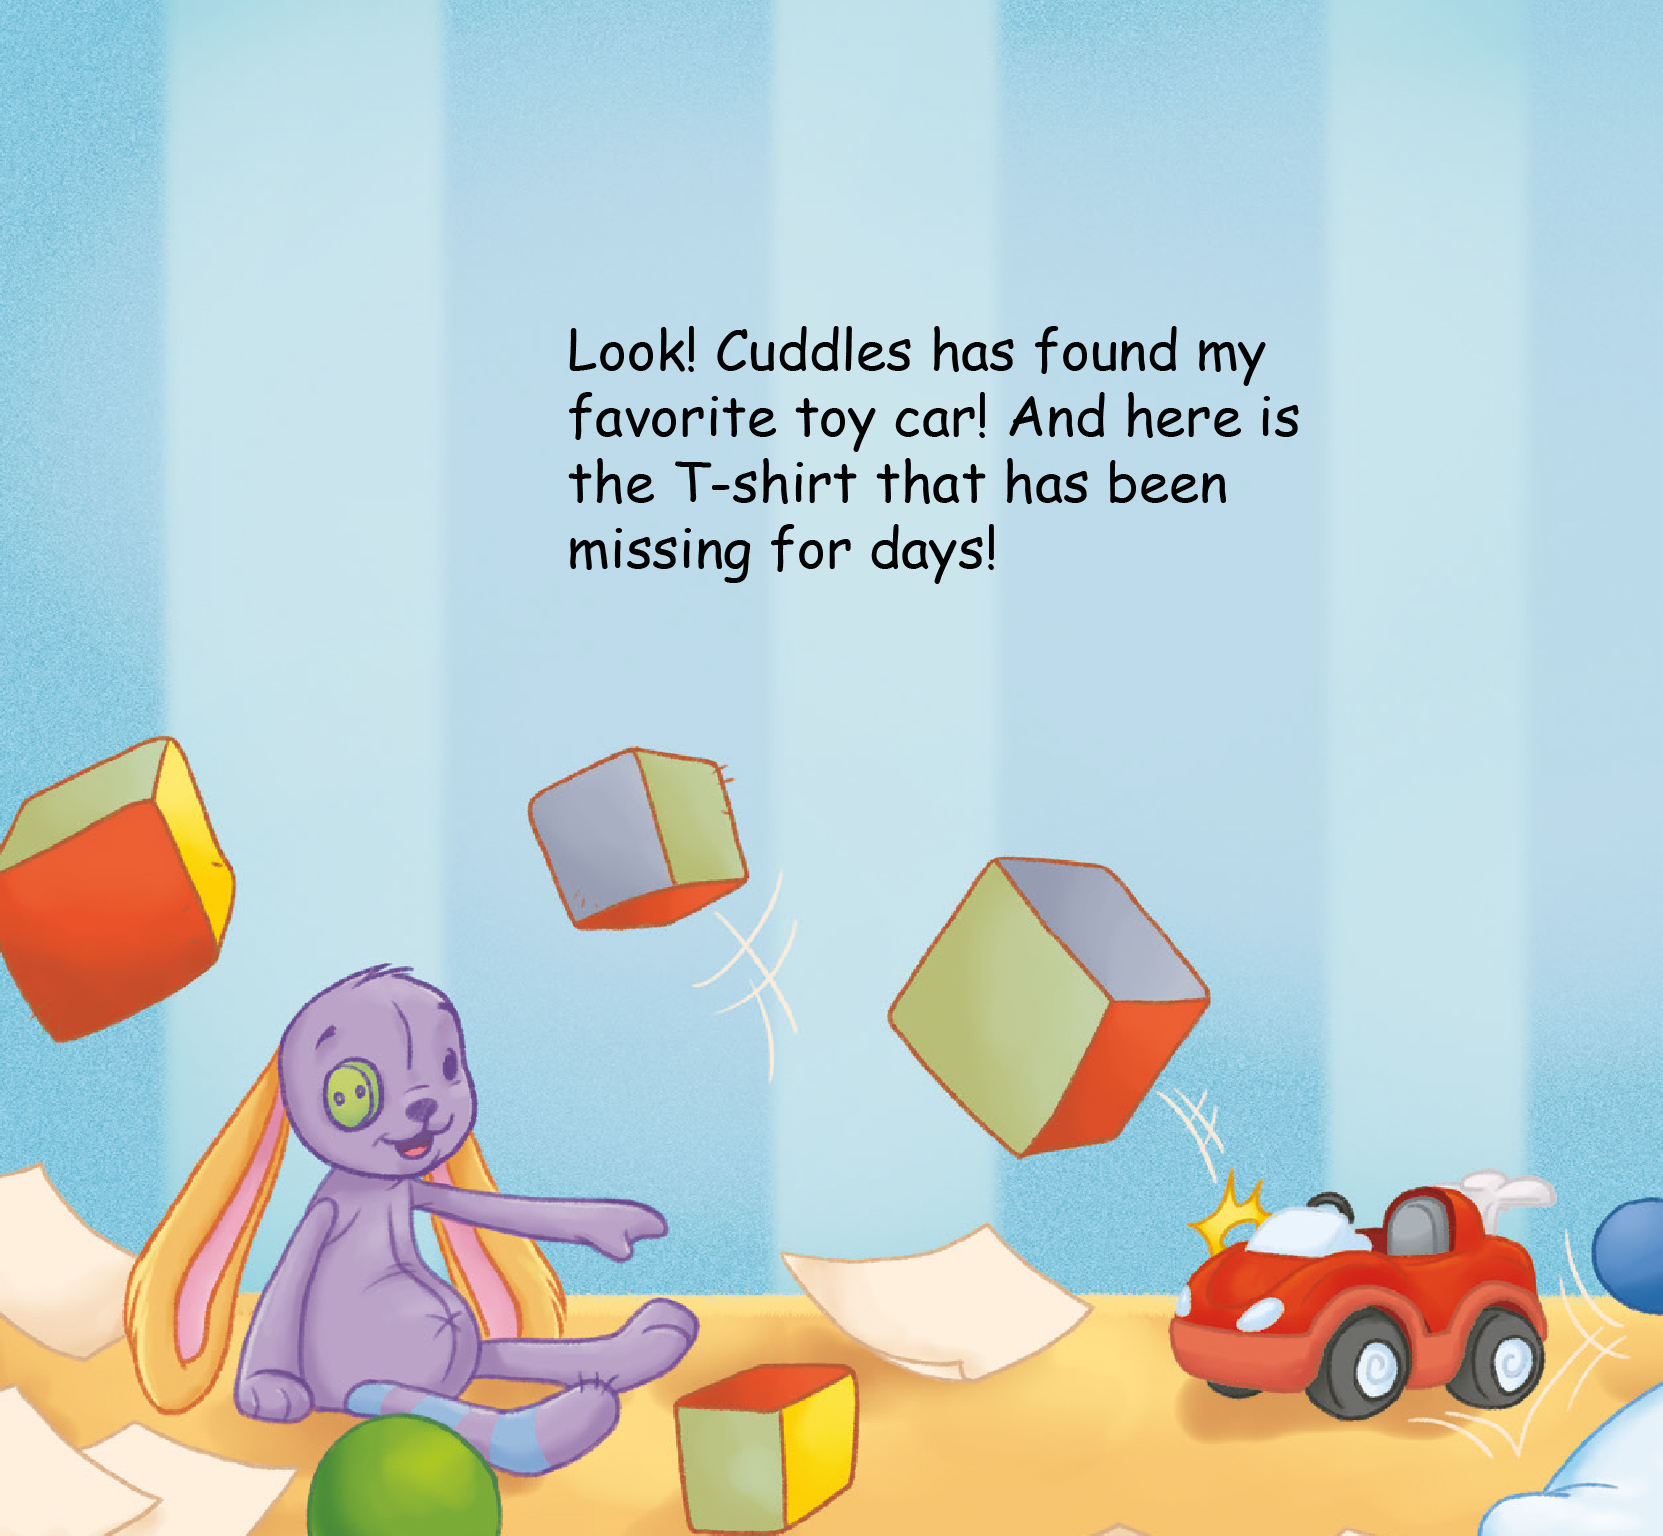 Look! Cuddles has found my
favorite toy car! And here is
the T-shirt that has been
missing for days!